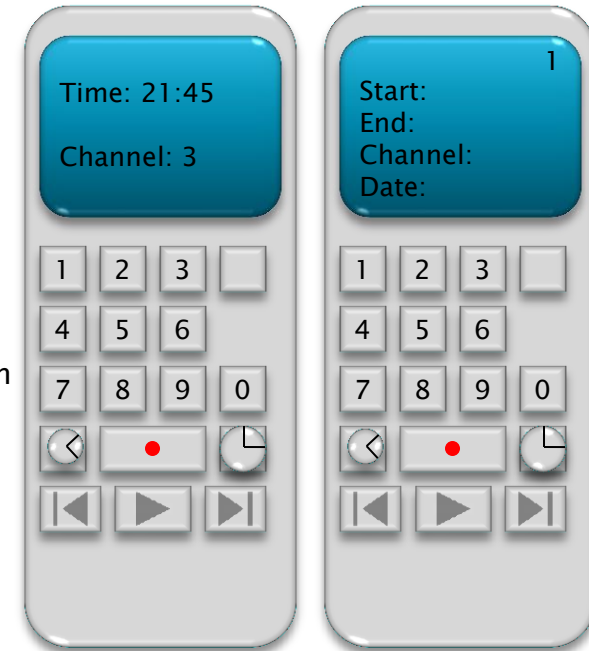 Time: 21:45
Channel: 3
1 2 3
4 5 6
7 8 9 0
1
Start:
End:
Channel:
Date:
1 2 3
4 5 6
7 8 9 0